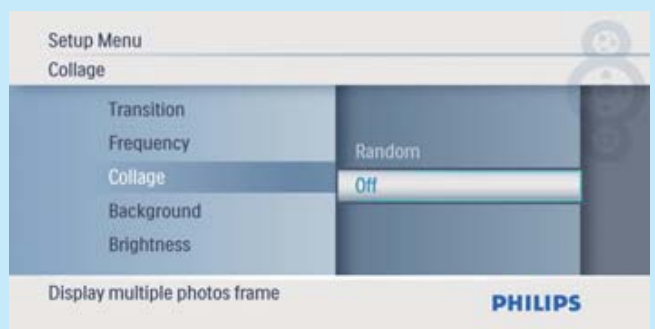 Setup Menu
Collage
Transition
Frequency
Collage
Background
Brightness
Random
Off
Display multiple photos frame
PHILIPS